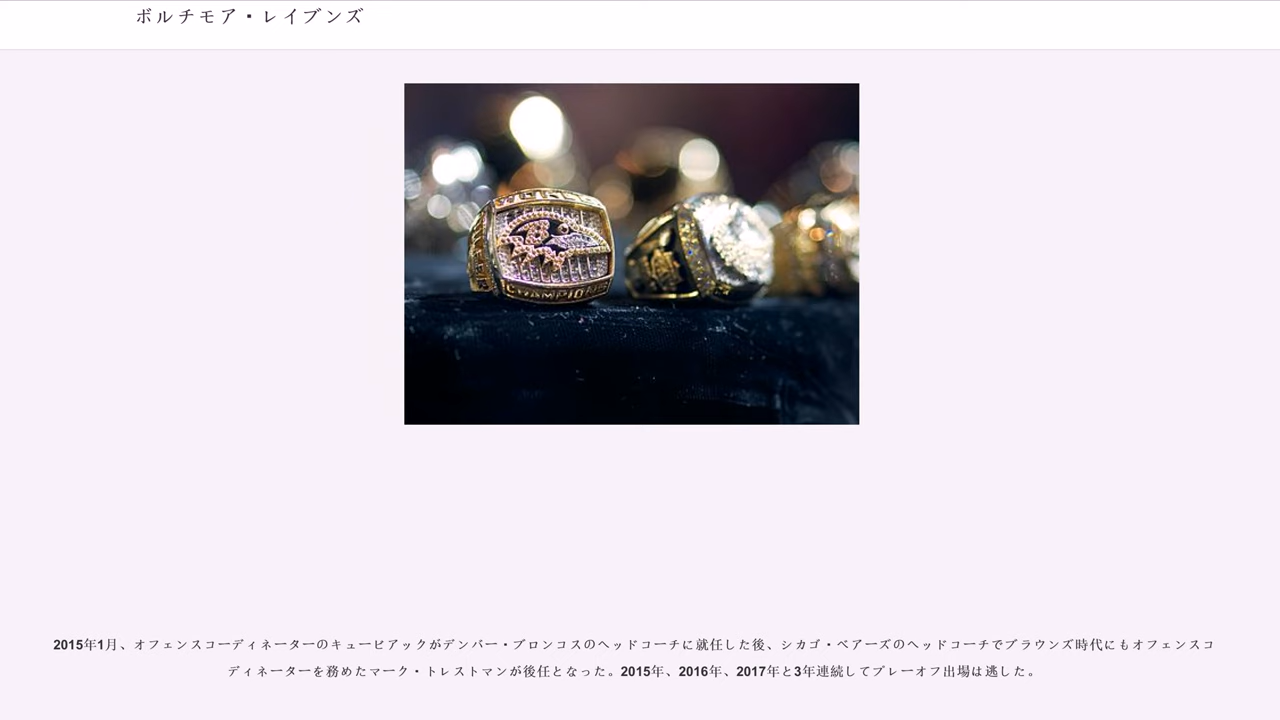 ボルチモア・レイブンズ
WORLD
CHAMPIONS
2015年1月、オフェンスコーディネーターのキュービアックがデンバー・ブロンコスのヘッドコーチに就任した後、シカゴ・ベアーズのヘッドコーチでブラウンズ時代にもオフェンスコ
ディネーターを務めたマーク・トレストマンが後任となった。2015年、2016年、2017年と3年連続してプレーオフ出場は逃した。